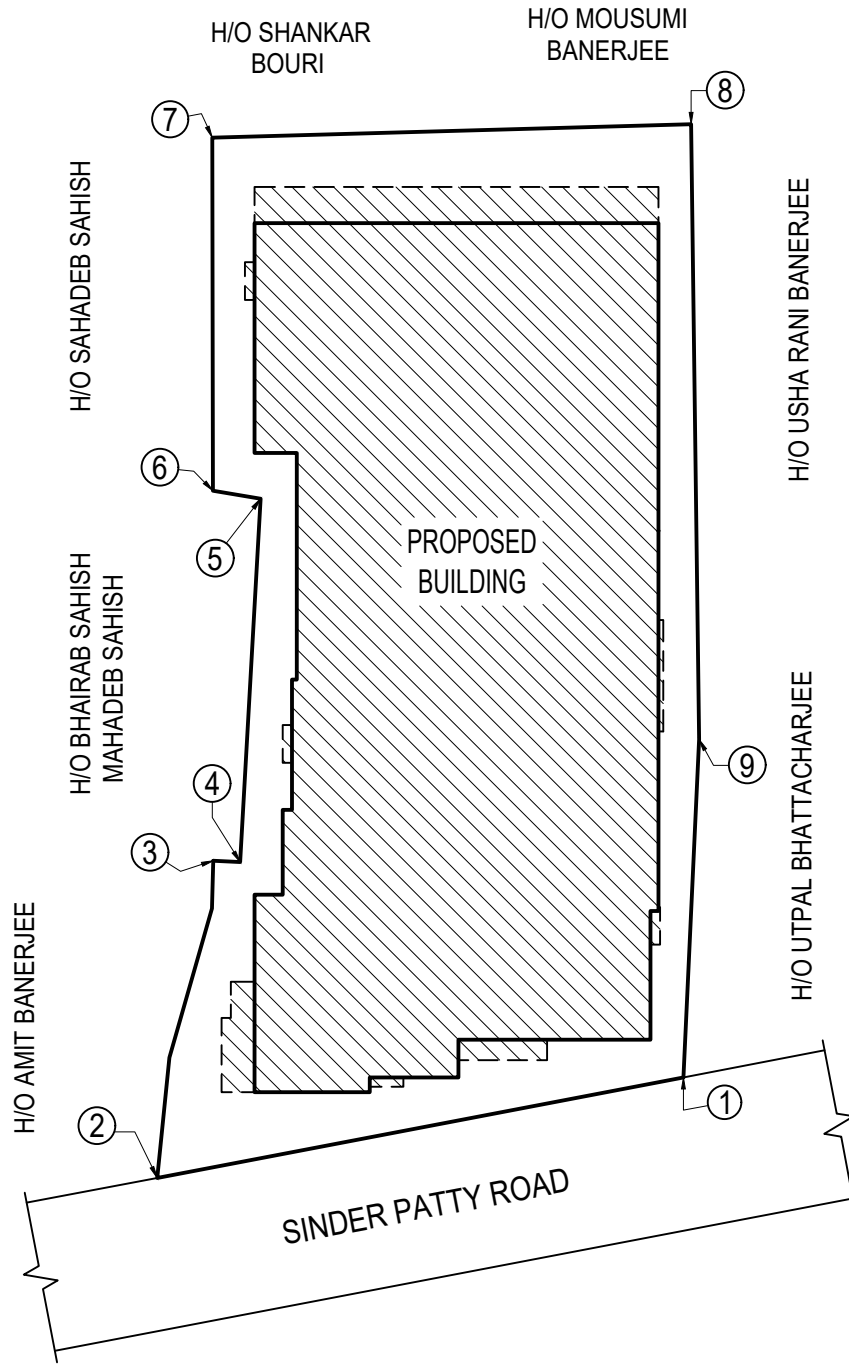 H/O SHANKAR
BOURI
H/O MOUSUMI
BANERJEE
7
8
H/O SAHADEB SAHISH
H/O USHA RANI BANERJEE
6
5
PROPOSED
BUILDING
H/O BHAIRAB SAHISH
MAHADEB SAHISH
9
4
3
H/O UTPAL BHATTACHARJEE
H/O AMIT BANERJEE
1
2
SINDER PATTY ROAD